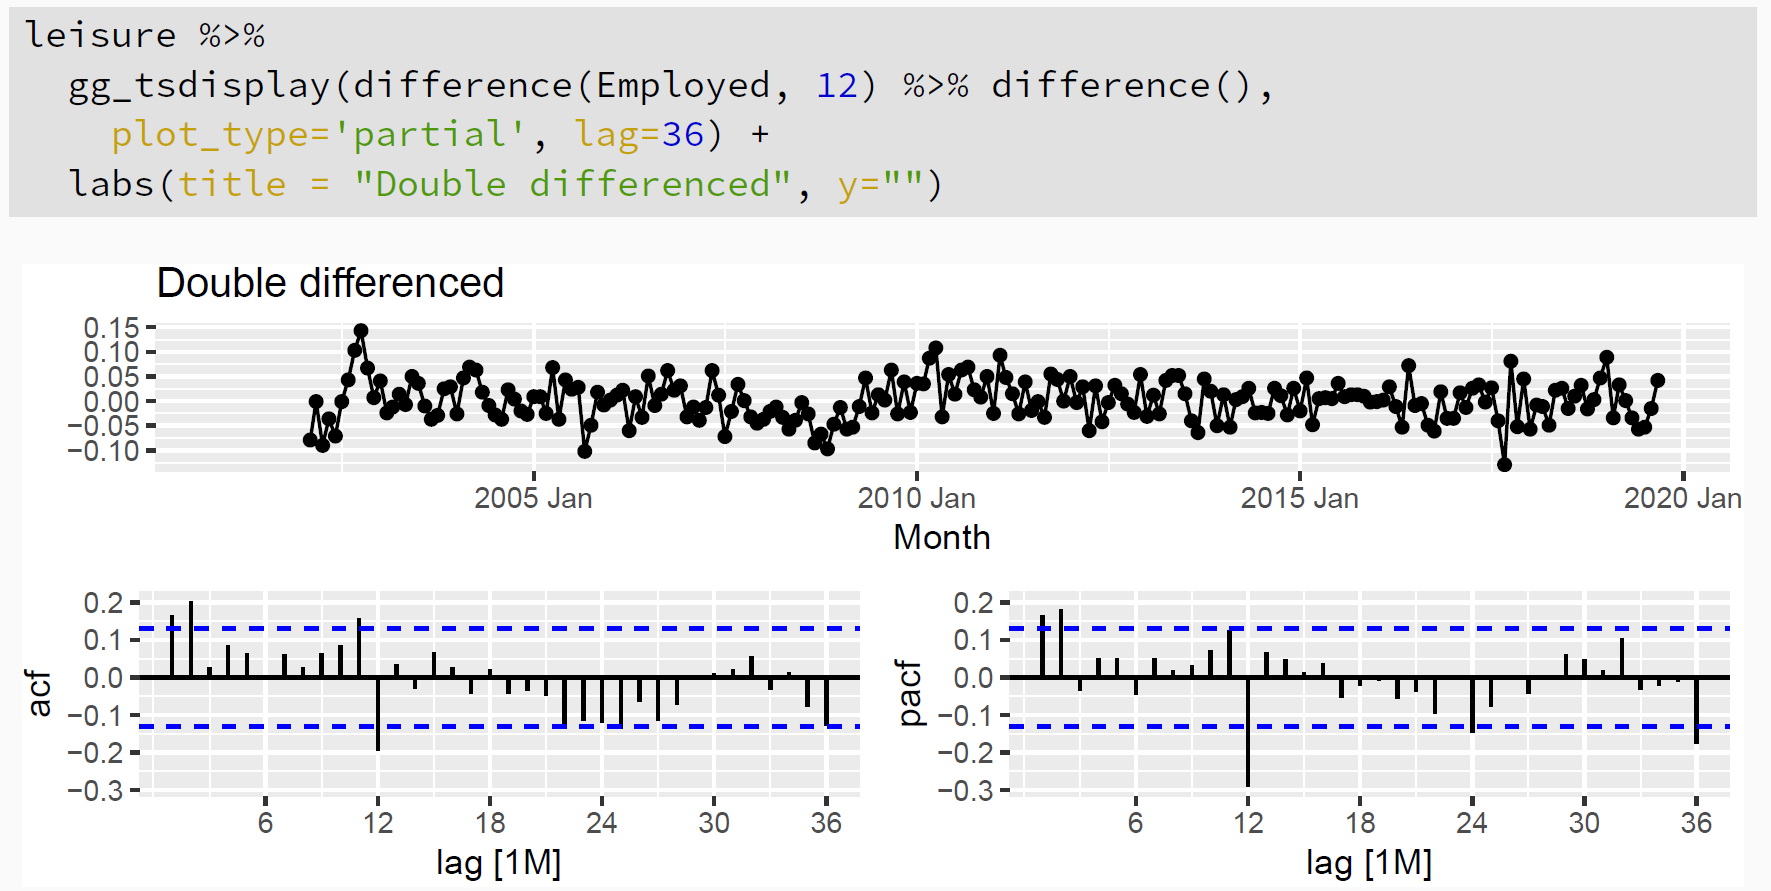 leisure %>%
gg_tsdisplay(difference(Employed, 12) %>% difference(),
plot_type='partial', lag=36) +
labs(title = "Double differenced", y="")
Double differenced
0.15
0.10
0.05
0.00
−0.05
−0.10
2005 Jan 2010 Jan 2015 Jan 2020 Jan
Month
acf
0.2
0.1
0.0
−0.1
−0.2
−0.3
6 12 18 24 30 36
lag [1M]
pacf
0.2
0.1
0.0
−0.1
−0.2
−0.3
6 12 18 24 30 36
lag [1M]